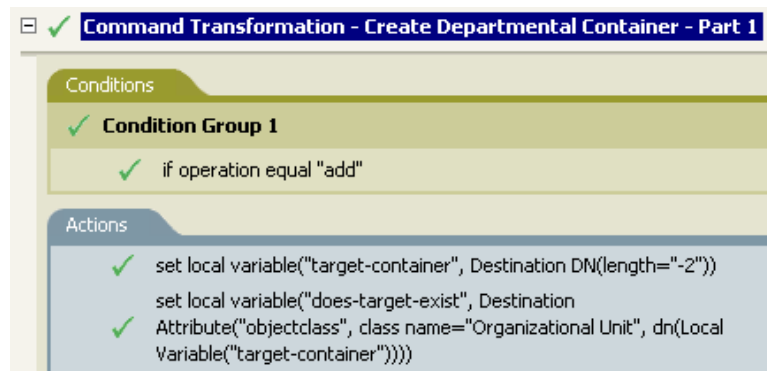 Command Transformation - Create Departmental Container - Part 1
Conditions
Condition Group 1
if operation equal "add"
Actions
set local variable("target-container", Destination DN(length="-2"))
set local variable("does-target-exist", Destination
Attribute("objectclass", class name="Organizational Unit", dn(Local
Variable("target-container"))))